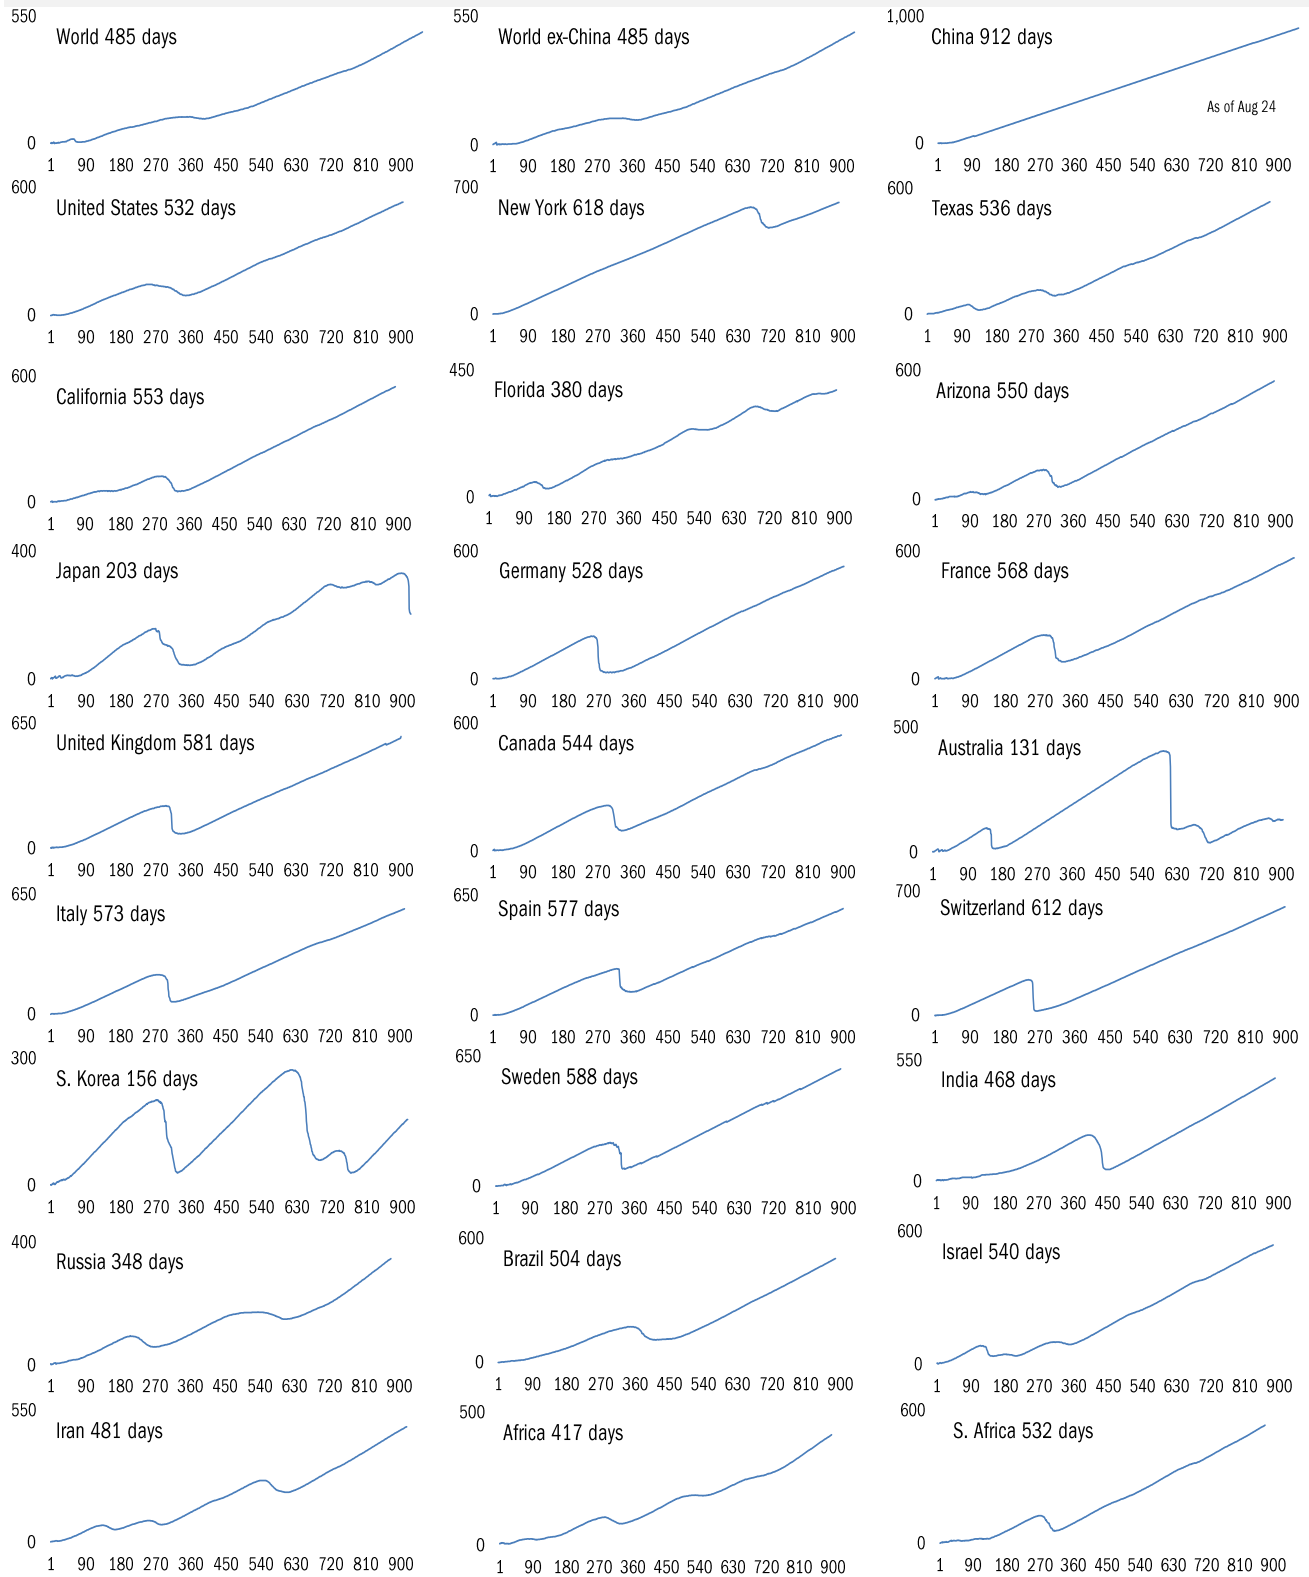 550
World 485 days
0
1 90 180 270 360 450 540 630 720 810 900
550
World ex-China 485 days
0
1 90 180 270 360 450 540 630 720 810 900
1,000
China 912 days
As of Aug 24
0
1 90 180 270 360 450 540 630 720 810 900
600
United States 532 days
0
1 90 180 270 360 450 540 630 720 810 900
700
New York 618 days
0
1 90 180 270 360 450 540 630 720 810 900
600
Texas 536 days
0
1 90 180 270 360 450 540 630 720 810 900
600
California 553 days
0
1 90 180 270 360 450 540 630 720 810 900
450
Florida 380 days
0
1 90 180 270 360 450 540 630 720 810 900
600
Arizona 550 days
0
1 90 180 270 360 450 540 630 720 810 900
400
Japan 203 days
0
1 90 180 270 360 450 540 630 720 810 900
600
Germany 528 days
0
1 90 180 270 360 450 540 630 720 810 900
600
France 568 days
0
1 90 180 270 360 450 540 630 720 810 900
650
United Kingdom 581 days
0
1 90 180 270 360 450 540 630 720 810 900
600
Canada 544 days
0
1 90 180 270 360 450 540 630 720 810 900
500
Australia 131 days
0
1 90 180 270 360 450 540 630 720 810 900
650
Italy 573 days
0
1 90 180 270 360 450 540 630 720 810 900
650
Spain 577 days
0
1 90 180 270 360 450 540 630 720 810 900
700
Switzerland 612 days
0
1 90 180 270 360 450 540 630 720 810 900
300
S. Korea 156 days
0
1 90 180 270 360 450 540 630 720 810 900
650
Sweden 588 days
0
1 90 180 270 360 450 540 630 720 810 900
550
India 468 days
0
1 90 180 270 360 450 540 630 720 810 900
400
Russia 348 days
0
1 90 180 270 360 450 540 630 720 810 900
600
Brazil 504 days
0
1 90 180 270 360 450 540 630 720 810 900
600
Israel 540 days
0
1 90 180 270 360 450 540 630 720 810 900
550
Iran 481 days
0
1 90 180 270 360 450 540 630 720 810 900
500
Africa 417 days
0
1 90 180 270 360 450 540 630 720 810 900
600
S. Africa 532 days
0
1 90 180 270 360 450 540 630 720 810 900